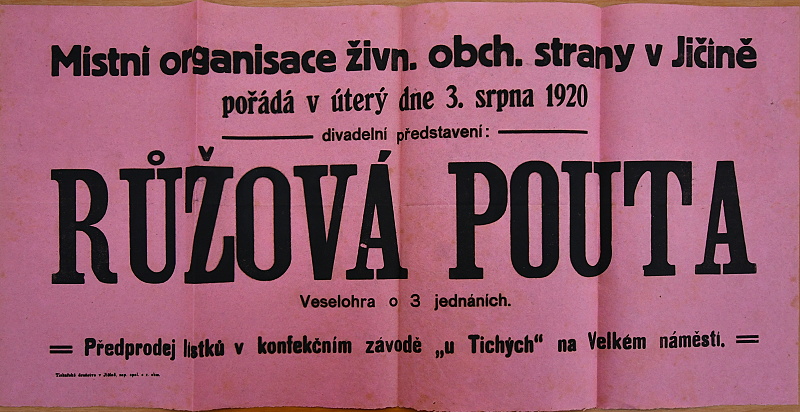 Místní organisace živn. obch. strany v Jičíně
pořádá v úterý dne 3. srpna 1920
divadelní představení:
RŮŽOVÁ POUTA
Veselohra o 3 jednáních.
= Předprodej lístků v konfekčním závodě „u Tichých“ na Velkém náměstí. =
v Jičíně,